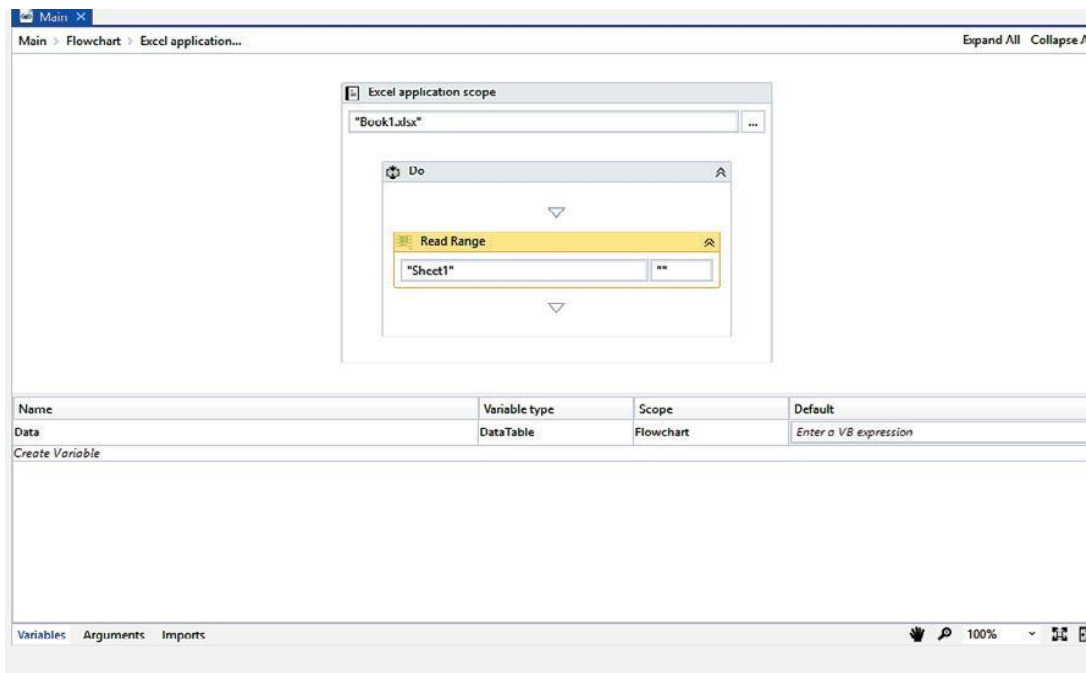 Main
Main > Flowchart > Excel application... Expand All Collapse A
Excel application scope
"Book1.xlsx" ...
Do
Read Range
"Sheet1" ""
Name Variable type Scope Default
Data DataTable Flowchart Enter a VB expression
Create Variable
Variables Arguments Imports 100%